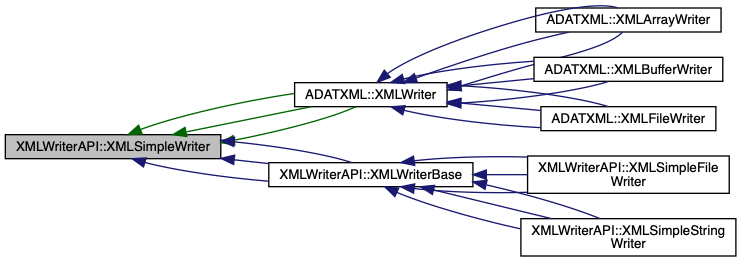 ADATXML::XMLArrayWriter
ADATXML::XMLBufferWriter
ADATXML::XMLWriter
ADATXML::XMLFileWriter
XMLWriterAPI::XMLSimpleWriter
XMLWriterAPI::XMLWriterBase
XMLWriterAPI::XMLSimpleFile
Writer
XMLWriterAPI::XMLSimpleString
Writer